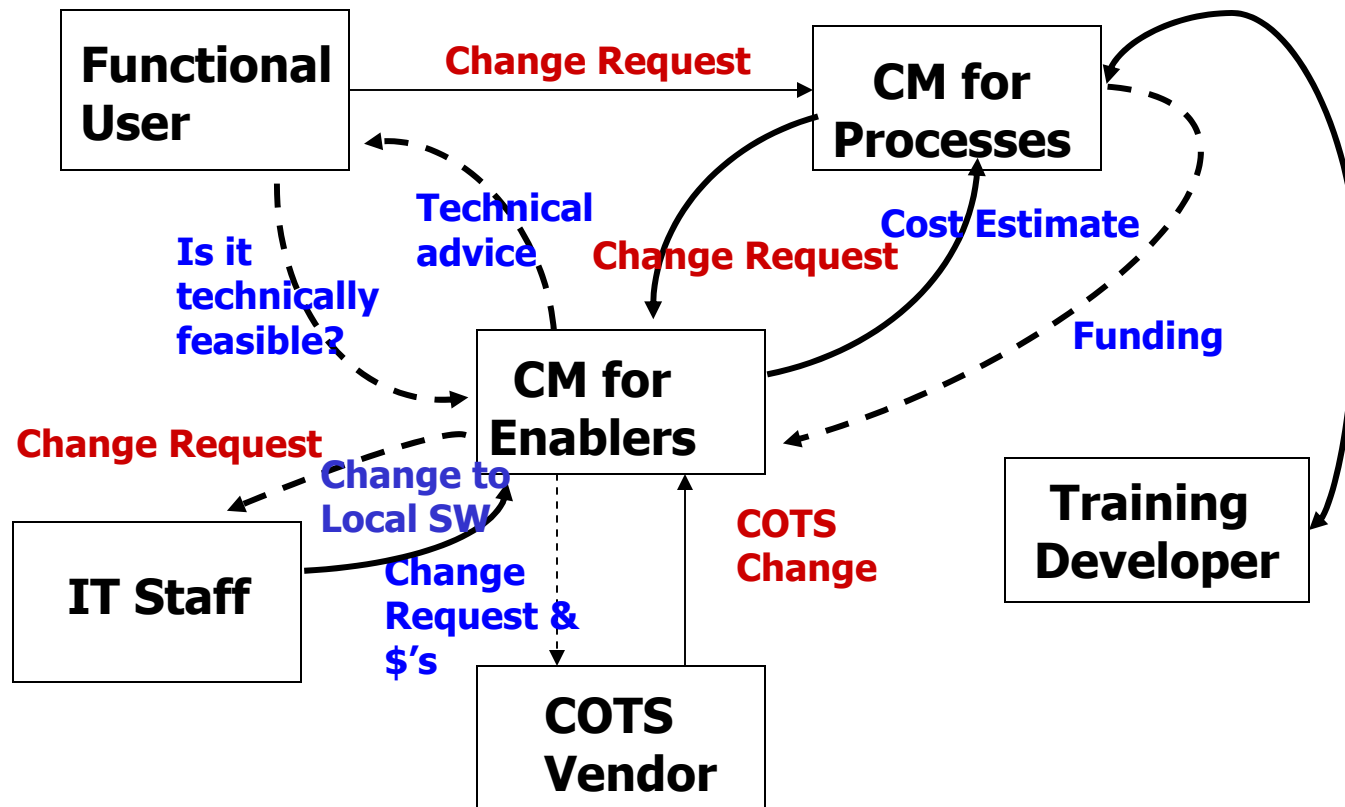 Functional
User
Change Request
CM for
Processes
Technical
advice
Cost Estimate
Is it
technically
feasible?
Change Request
Funding
CM for
Enablers
Change Request
Change to
Local SW
COTS
Change
Training
Developer
IT Staff
Change
Request &
$’s
COTS
Vendor